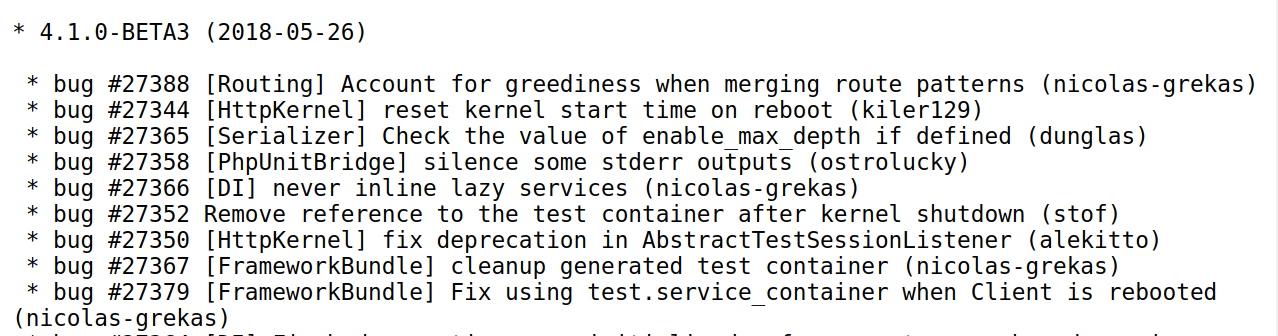 * 4.1.0-BETA3 (2018-05-26)
* bug #27388 [Routing] Account for greediness when merging route patterns (nicolas-grekas)
* bug #27344 [HttpKernel] reset kernel start time on reboot (kiler129)
* bug #27365 [Serializer] Check the value of enable_max_depth if defined (dunglas)
* bug #27358 [PhpUnitBridge] silence some stderr outputs (ostrolucky)
* bug #27366 [DI] never inline lazy services (nicolas-grekas)
* bug #27352 Remove reference to the test container after kernel shutdown (stof)
* bug #27350 [HttpKernel] fix deprecation in AbstractTestSessionListener (alekitto)
* bug #27367 [FrameworkBundle] cleanup generated test container (nicolas-grekas)
* bug #27379 [FrameworkBundle] Fix using test.service_container when Client is rebooted
(nicolas-grekas)